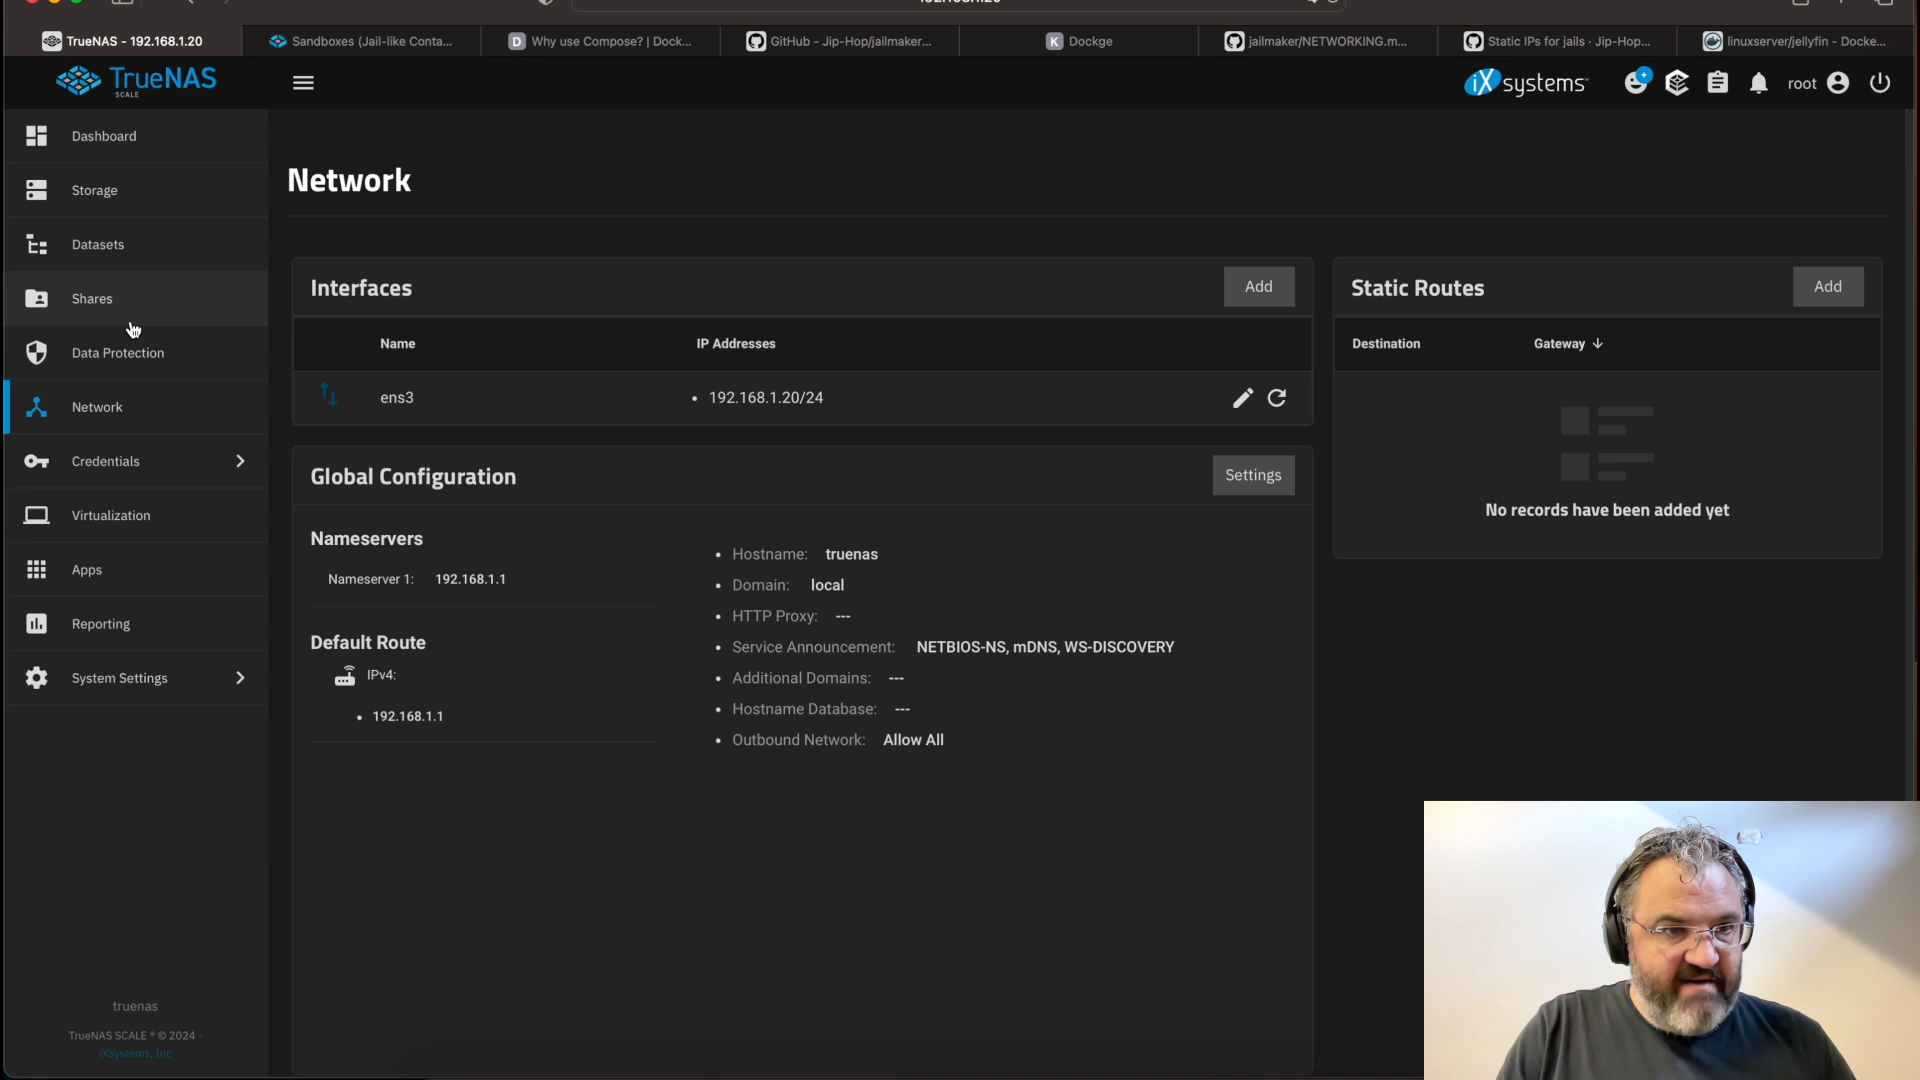 TrueNAS - 192.168.1.20
Sandboxes (Jail-like Conta...
D Why use Compose? | Dock...
GitHub - Jip-Hop/jailmaker...
K Dockge
jailmaker/NETWORKING.m...
Static IPs for jails · Jip-Hop...
linuxserver/jellyfin - Docke...
TrueNAS
SCALE
iXsystems
root
Dashboard
Storage
Datasets
Shares
Data Protection
Network
Credentials
Virtualization
Apps
Reporting
System Settings
truenas
TrueNAS SCALE ® © 2024 -
iXsystems, Inc
Network
Interfaces
Add
Name
IP Addresses
ens3
• 192.168.1.20/24
Global Configuration
Settings
Nameservers
Nameserver 1: 192.168.1.1
Default Route
IPv4:
• 192.168.1.1
• Hostname: truenas
• Domain: local
• HTTP Proxy: ---
• Service Announcement: NETBIOS-NS, mDNS, WS-DISCOVERY
• Additional Domains: ---
• Hostname Database: ---
• Outbound Network: Allow All
Static Routes
Add
Destination
Gateway
No records have been added yet